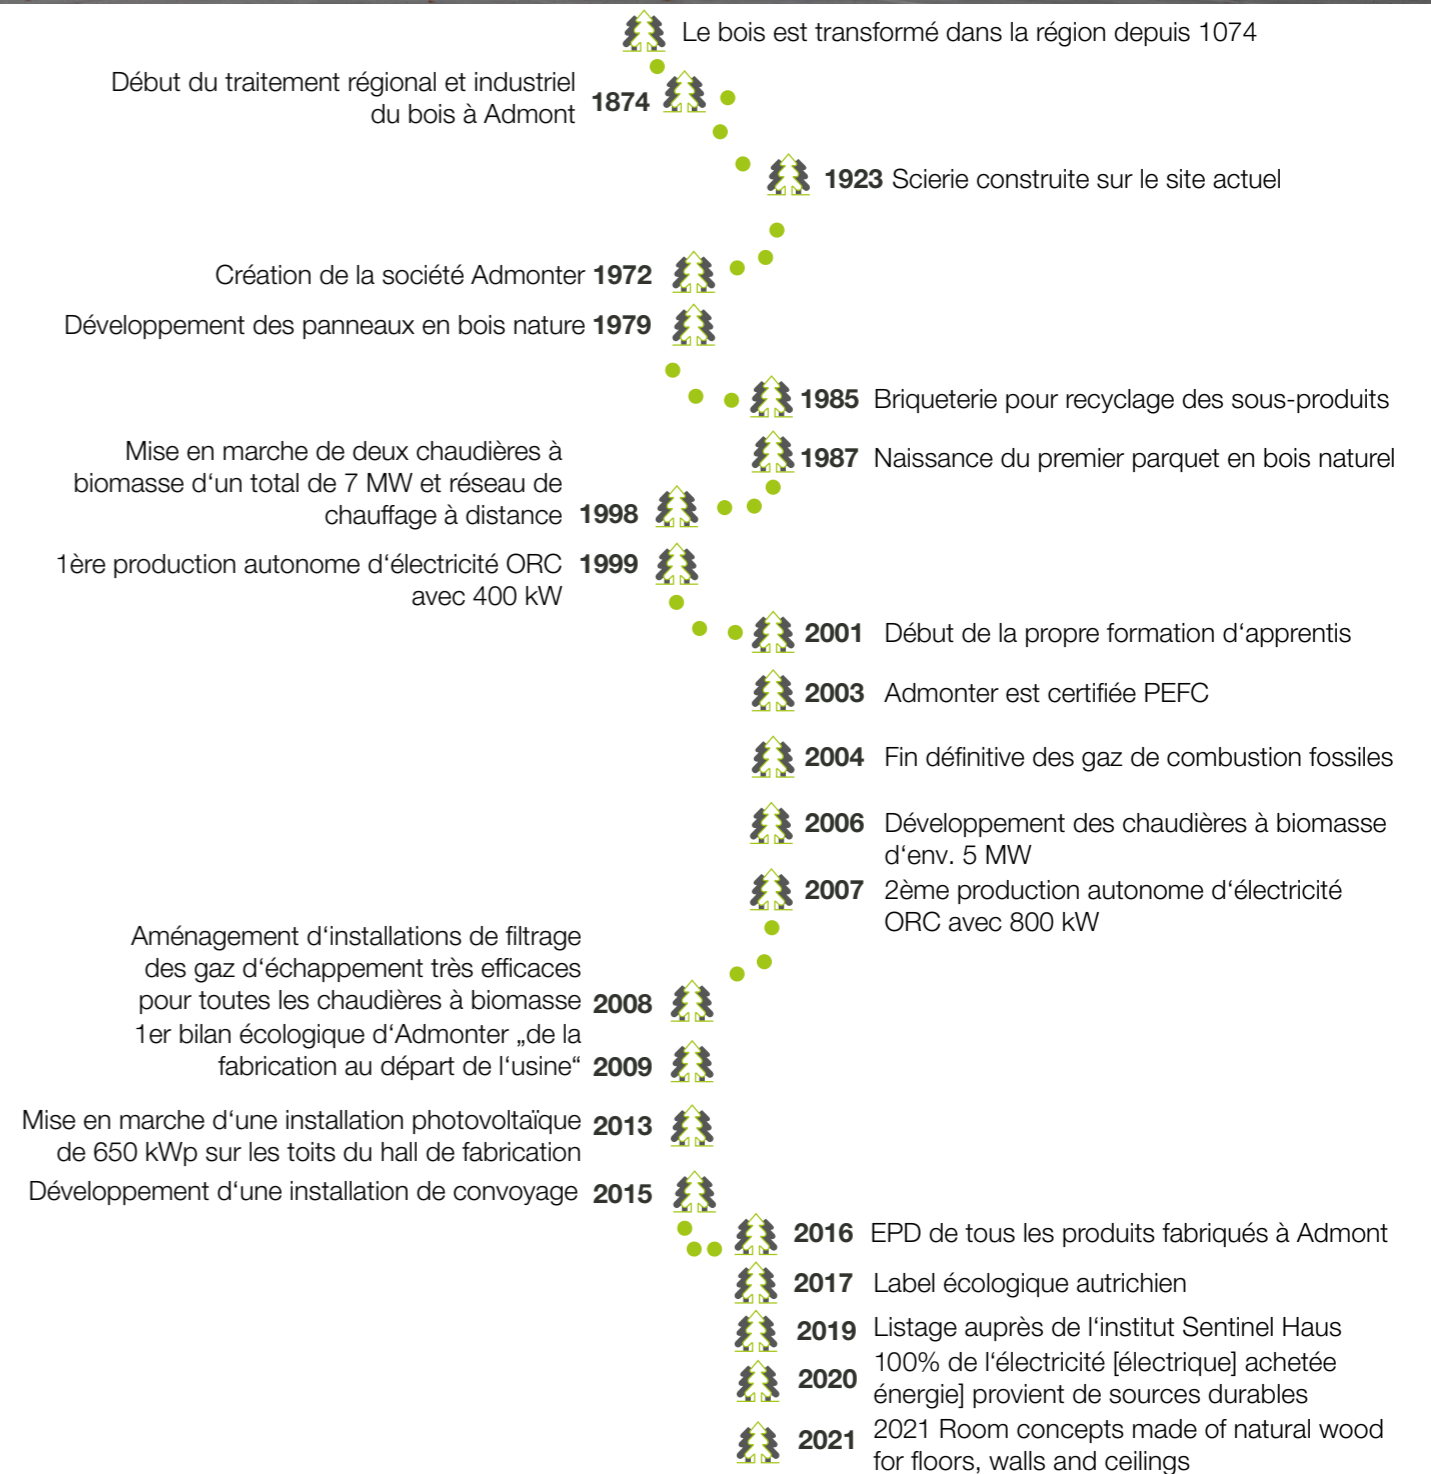 Le bois est transformé dans la région depuis 1074
Début du traitement régional et industriel
du bois à Admont
1874
1923 Scierie construite sur le site actuel
Création de la société Admonter 1972
Développement des panneaux en bois nature 1979
1985 Briqueterie pour recyclage des sous-produits
1987 Naissance du premier parquet en bois naturel
Mise en marche de deux chaudières à
biomasse d‘un total de 7 MW et réseau de
chauffage à distance 1998
1ère production autonome d‘électricité ORC 1999
avec 400 kW
2001 Début de la propre formation d‘apprentis
2003 Admonter est certifiée PEFC
2004 Fin définitive des gaz de combustion fossiles
2006 Développement des chaudières à biomasse
d‘env. 5 MW
2007 2ème production autonome d‘électricité
ORC avec 800 kW
Aménagement d‘installations de filtrage
des gaz d‘échappement très efficaces
pour toutes les chaudières à biomasse 2008
1er bilan écologique d‘Admonter „de la
fabrication au départ de l‘usine“ 2009
Mise en marche d‘une installation photovoltaïque 2013
de 650 kWp sur les toits du hall de fabrication
Développement d‘une installation de convoyage 2015
2016 EPD de tous les produits fabriqués à Admont
2017 Label écologique autrichien
2019 Listage auprès de l‘institut Sentinel Haus
2020 100% de l‘électricité [électrique] achetée
énergie] provient de sources durables
2021 2021 Room concepts made of natural wood
for floors, walls and ceilings